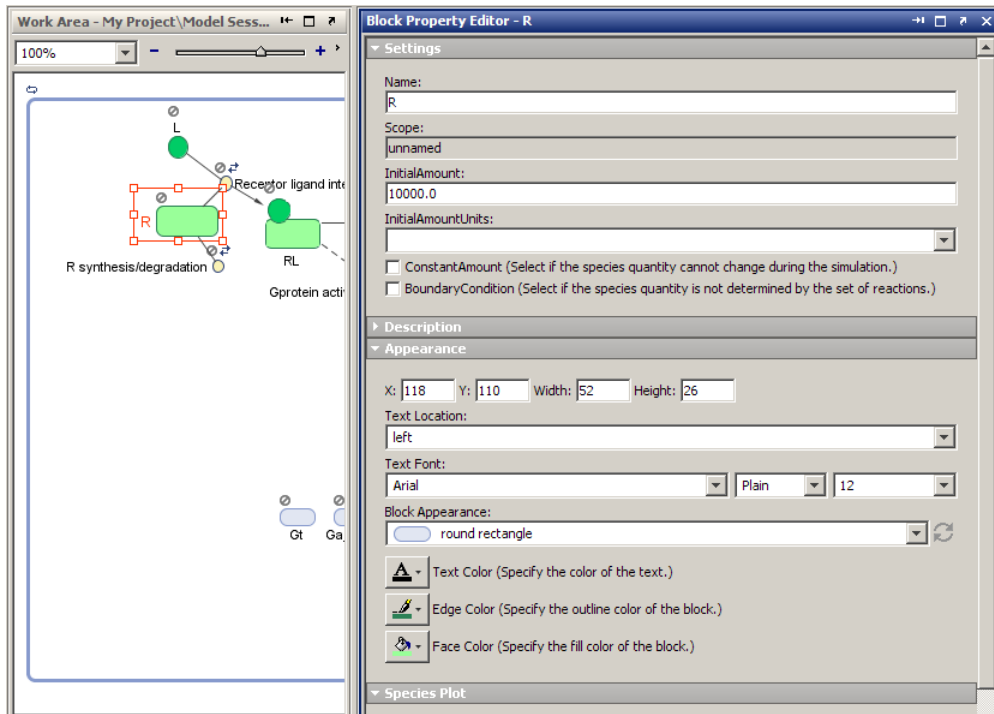 Work Area - My Project\Model Sess...
100%
L
Receptor ligand inte
R
RL
R synthesis/degradation
Gprotein activ
Gt
Ga_
Block Property Editor - R
Settings
Name:
R
Scope:
unnamed
InitialAmount:
10000.0
InitialAmountUnits:
ConstantAmount (Select if the species quantity cannot change during the simulation.)
BoundaryCondition (Select if the species quantity is not determined by the set of reactions.)
Description
Appearance
X: 118 Y: 110 Width: 52 Height: 26
Text Location:
left
Text Font:
Arial Plain 12
Block Appearance:
round rectangle
A Text Color (Specify the color of the text.)
Edge Color (Specify the outline color of the block.)
Face Color (Specify the fill color of the block.)
Species Plot